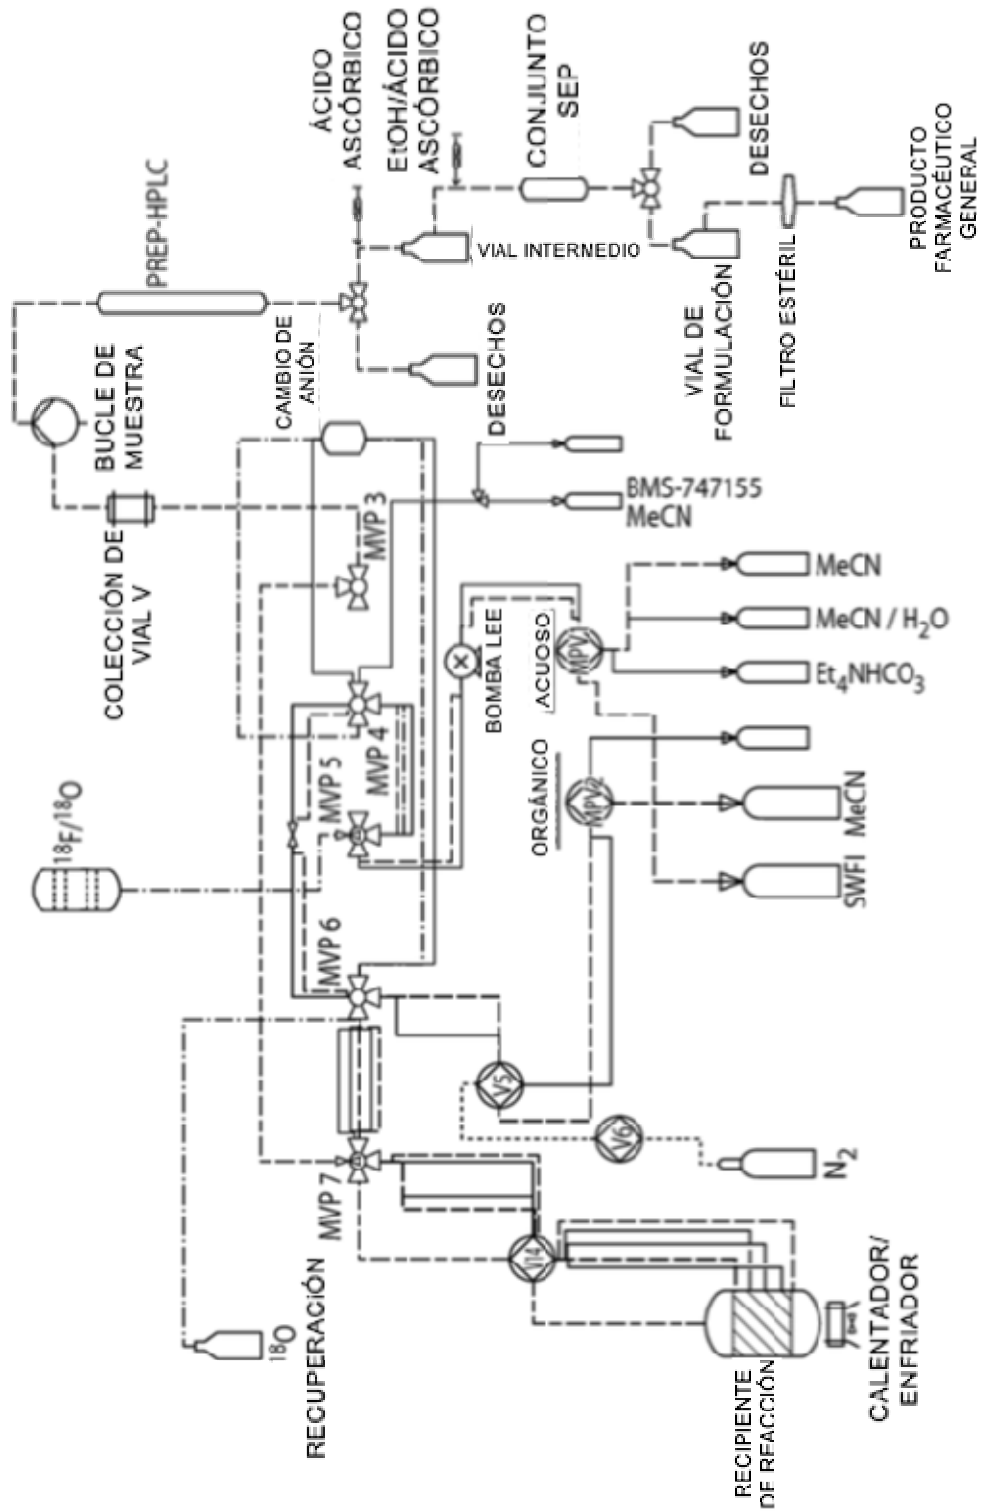 ÁCIDO
ASCÓRBICO
EtOH/ÁCIDO
ASCÓRBICO
CONJUNTO
SEP
DESECHOS
PRODUCTO
FARMACÉUTICO
GENERAL
PREP-HPLC
VIAL INTERMEDIO
VIAL DE
FORMULACIÓN
FILTRO ESTÉRIL
BUCLE DE
MUESTRA
CAMBIO DE
ANIÓN
DESECHOS
COLECCIÓN DE
VIAL V
MVP 3
BMS-747155
MeCN
MeCN
MeCN / H₂O
Et₄NHCO₃
BOMBA LEE
ACUOSO
MPV
¹⁸F/¹⁸O
MVP 5
MVP 4
ORGÁNICO
MPV2
MeCN
SWFI
MVP 6
V5
V6
N₂
MVP 7
V14
¹⁸O
RECUPERACIÓN
RECIPIENTE
DE REACCIÓN
CALENTADOR/
ENFRIADOR